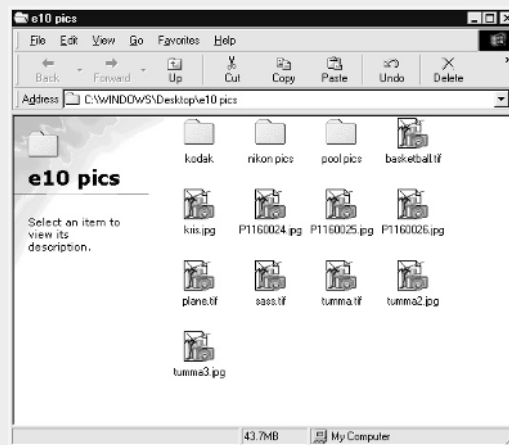 e10 pics
File Edit View Go Favorites Help
Back Forward Up Cut Copy Paste Undo Delete
Address C:\WINDOWS\Desktop\e10 pics
e10 pics
Select an item to
view its
description.
kodak nikon pics pool pics basketball.tif
kris.jpg P1160024.jpg P1160025.jpg P1160026.jpg
plane.tif sass.tif tumma.tif tumma2.jpg
tumma3.jpg
43.7MB My Computer